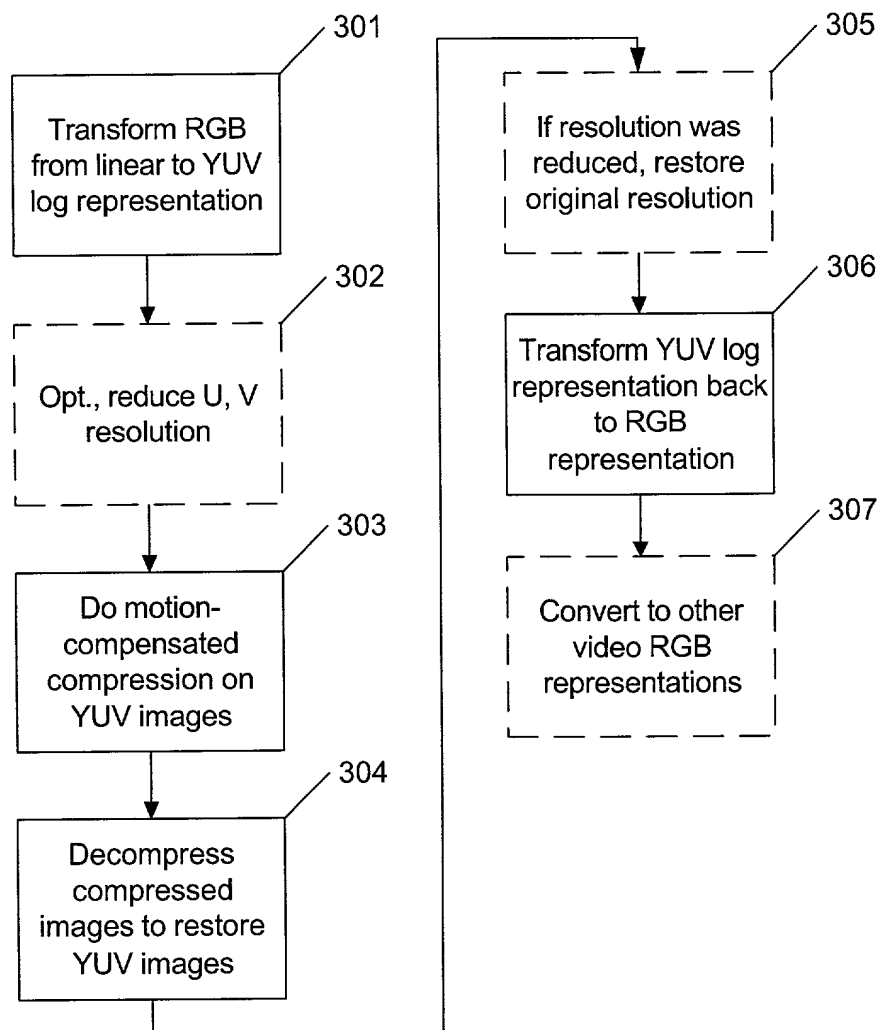 301
Transform RGB
from linear to YUV
log representation
302
Opt., reduce U, V
resolution
303
Do motion-
compensated
compression on
YUV images
304
Decompress
compressed
images to restore
YUV images
305
If resolution was
reduced, restore
original resolution
306
Transform YUV log
representation back
to RGB
representation
307
Convert to other
video RGB
representations